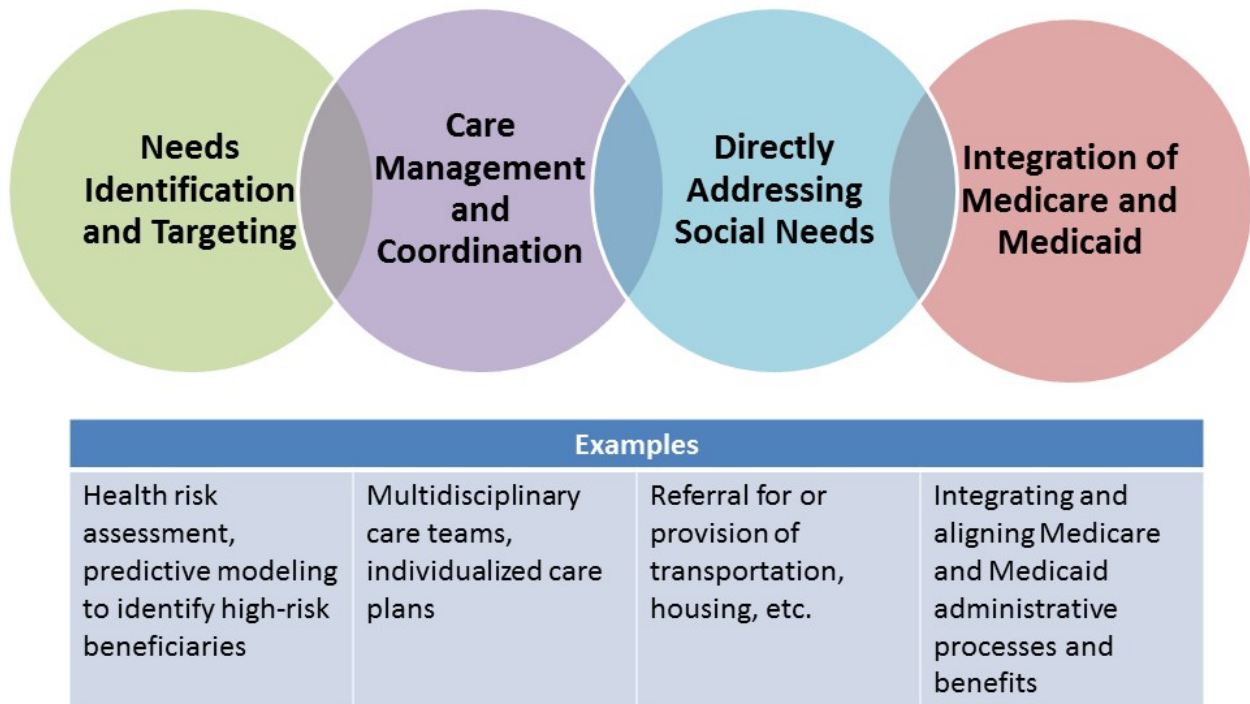 Needs
Identification
and Targeting
Care
Management
and
Coordination
Directly
Addressing
Social Needs
Integration of
Medicare and
Medicaid
Examples
Health risk
assessment,
predictive modeling
to identify high-risk
beneficiaries
Multidisciplinary
care teams,
individualized care
plans
Referral for or
provision of
transportation,
housing, etc.
Integrating and
aligning Medicare
and Medicaid
administrative
processes and
benefits